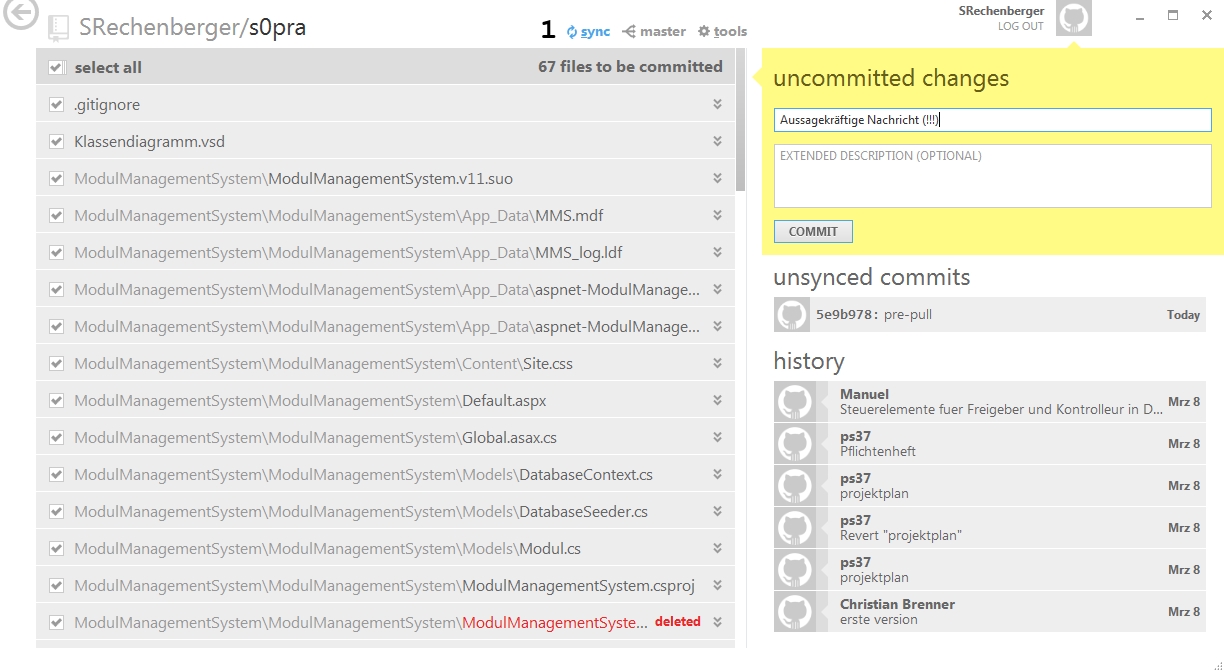 SRechenberger/s0pra
1 sync master tools
SRechenberger
LOG OUT
select all 67 files to be committed
.gitignore
Klassendiagramm.vsd
ModulManagementSystem\ModulManagementSystem.v11.suo
ModulManagementSystem\ModulManagementSystem\App_Data\MMS.mdf
ModulManagementSystem\ModulManagementSystem\App_Data\MMS_log.ldf
ModulManagementSystem\ModulManagementSystem\App_Data\aspnet-ModulManage...
ModulManagementSystem\ModulManagementSystem\App_Data\aspnet-ModulManage...
ModulManagementSystem\ModulManagementSystem\Content\Site.css
ModulManagementSystem\ModulManagementSystem\Default.aspx
ModulManagementSystem\ModulManagementSystem\Global.asax.cs
ModulManagementSystem\ModulManagementSystem\Models\DatabaseContext.cs
ModulManagementSystem\ModulManagementSystem\Models\DatabaseSeeder.cs
ModulManagementSystem\ModulManagementSystem\Models\Modul.cs
ModulManagementSystem\ModulManagementSystem\ModulManagementSystem.csproj
ModulManagementSystem\ModulManagementSystem\ModulManagementSyste... deleted
uncommitted changes
Aussagekräftige Nachricht (!!!)
EXTENDED DESCRIPTION (OPTIONAL)
COMMIT
unsynced commits
5e9b978: pre-pull Today
history
Manuel
Steuerelemente fuer Freigeber und Kontrolleur in D... Mrz 8
ps37
Pflichtenheft Mrz 8
ps37
projektplan Mrz 8
ps37
Revert "projektplan" Mrz 8
ps37
projektplan Mrz 8
Christian Brenner
erste version Mrz 8